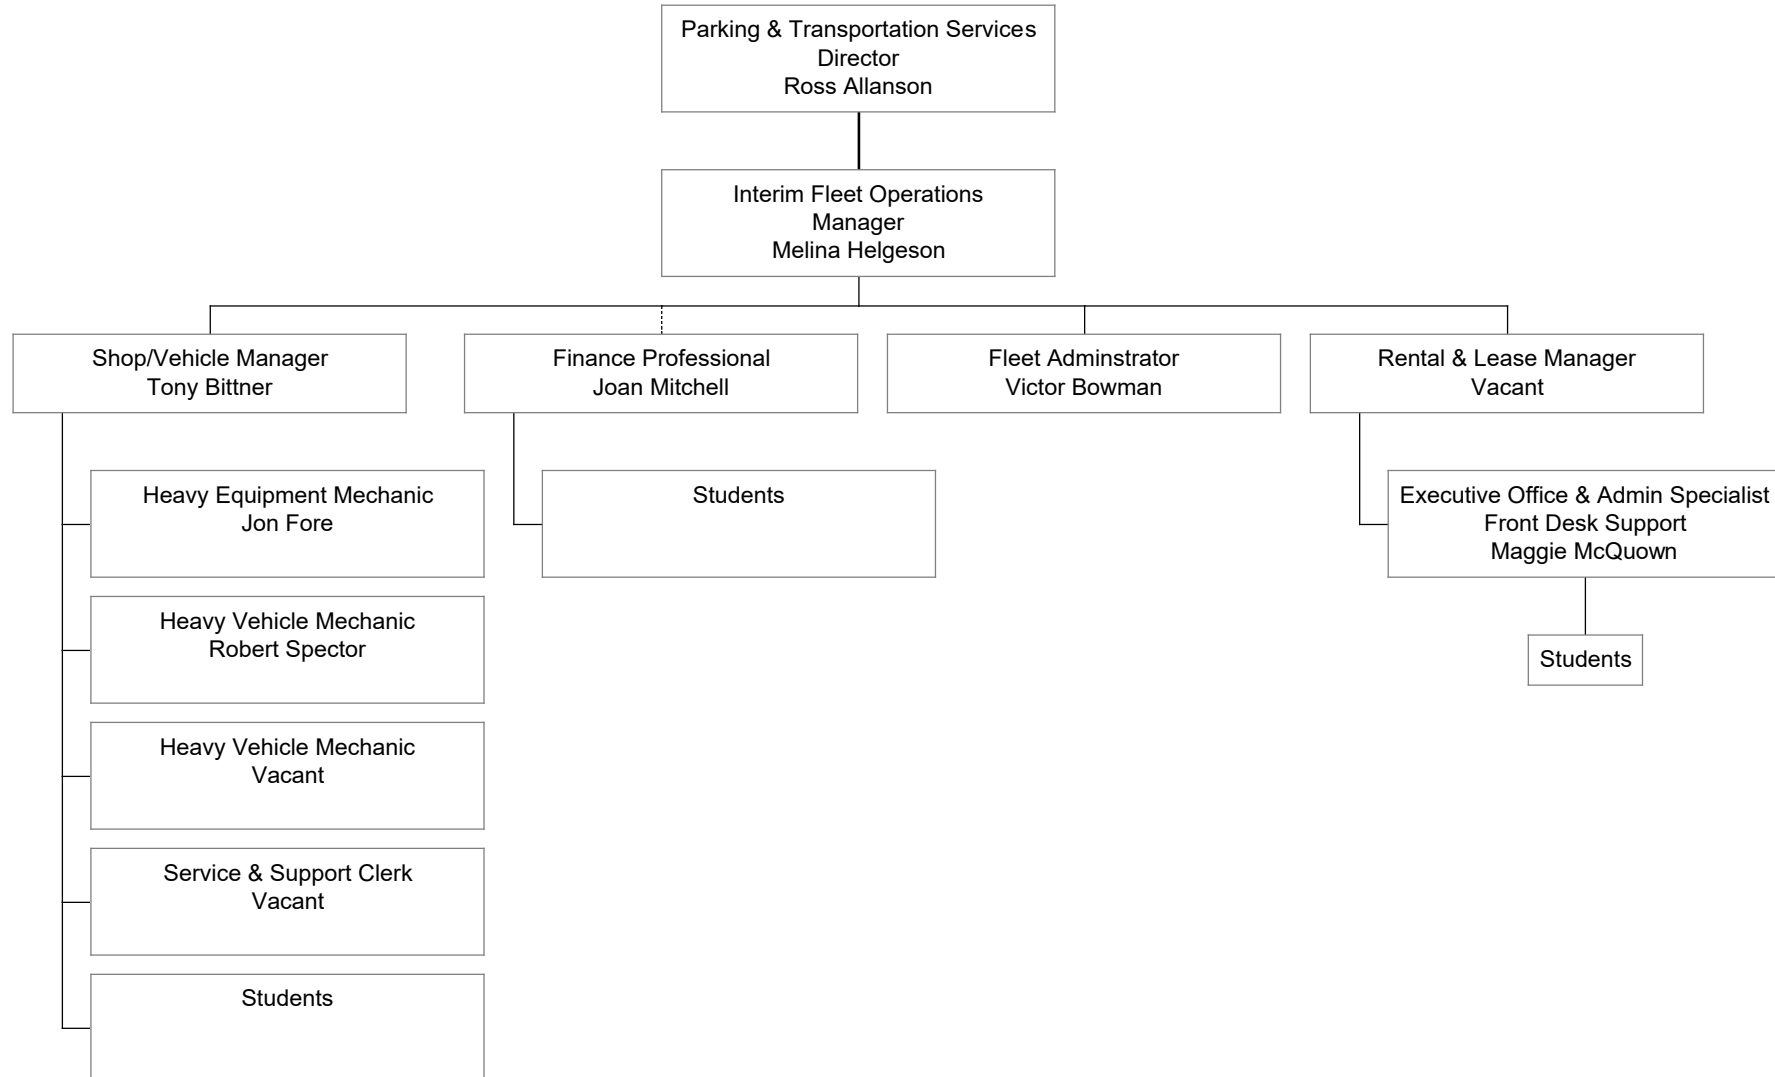 Parking & Transportation Services
Director
Ross Allanson
Interim Fleet Operations
Manager
Melina Helgeson
Shop/Vehicle Manager
Tony Bittner
Finance Professional
Joan Mitchell
Fleet Adminstrator
Victor Bowman
Rental & Lease Manager
Vacant
Heavy Equipment Mechanic
Jon Fore
Students
Executive Office & Admin Specialist
Front Desk Support
Maggie McQuown
Heavy Vehicle Mechanic
Robert Spector
Students
Heavy Vehicle Mechanic
Vacant
Service & Support Clerk
Vacant
Students